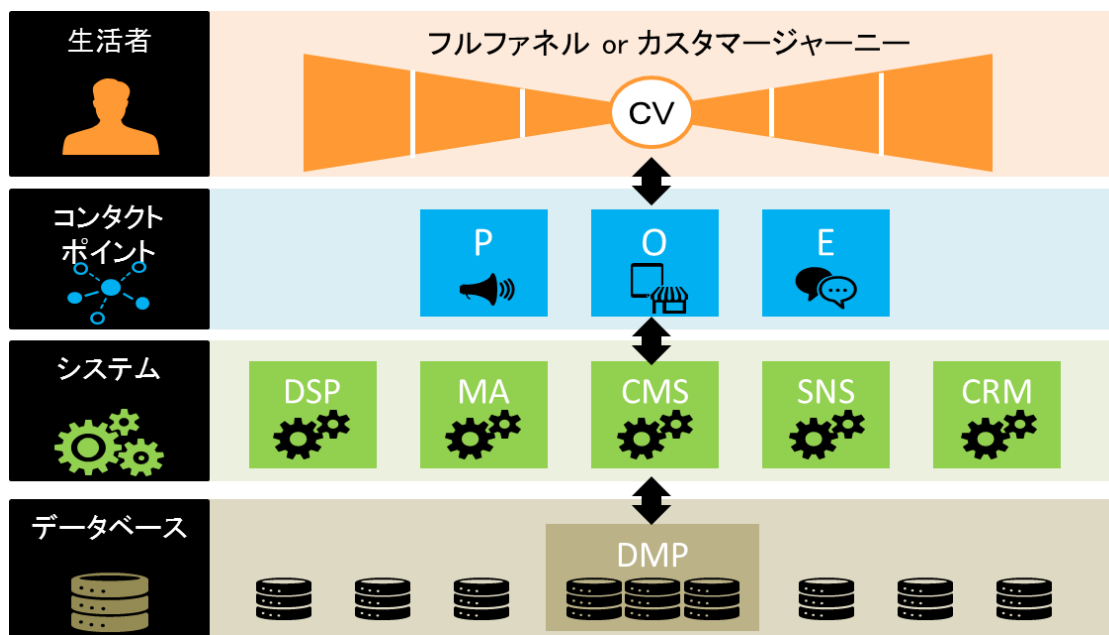 生活者
フルファネル or カスタマージャーニー
CV
コンタクト
ポイント
P
O
E
システム
DSP
MA
CMS
SNS
CRM
データベース
DMP